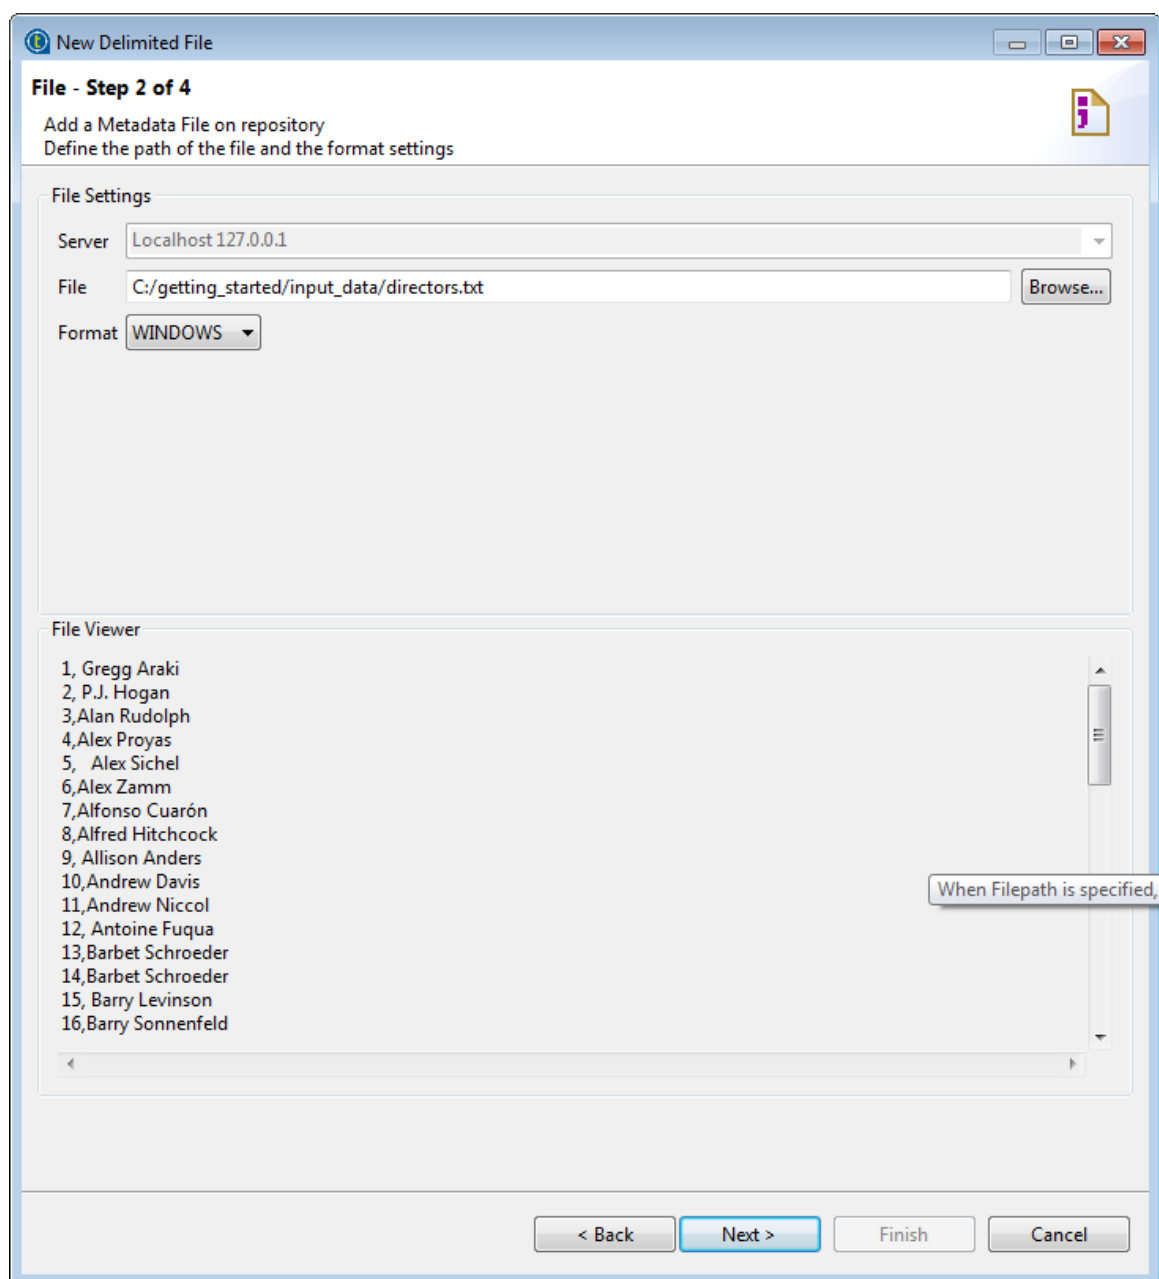 New Delimited File
File - Step 2 of 4
Add a Metadata File on repository
Define the path of the file and the format settings
File Settings
Server Localhost 127.0.0.1
File C:/getting_started/input_data/directors.txt Browse...
Format WINDOWS
File Viewer
1, Gregg Araki
2, P.J. Hogan
3,Alan Rudolph
4,Alex Proyas
5,   Alex Sichel
6,Alex Zamm
7,Alfonso Cuarón
8,Alfred Hitchcock
9, Allison Anders
10,Andrew Davis
When Filepath is specified,
11,Andrew Niccol
12, Antoine Fuqua
13,Barbet Schroeder
14,Barbet Schroeder
15, Barry Levinson
16,Barry Sonnenfeld
< Back Next > Finish Cancel